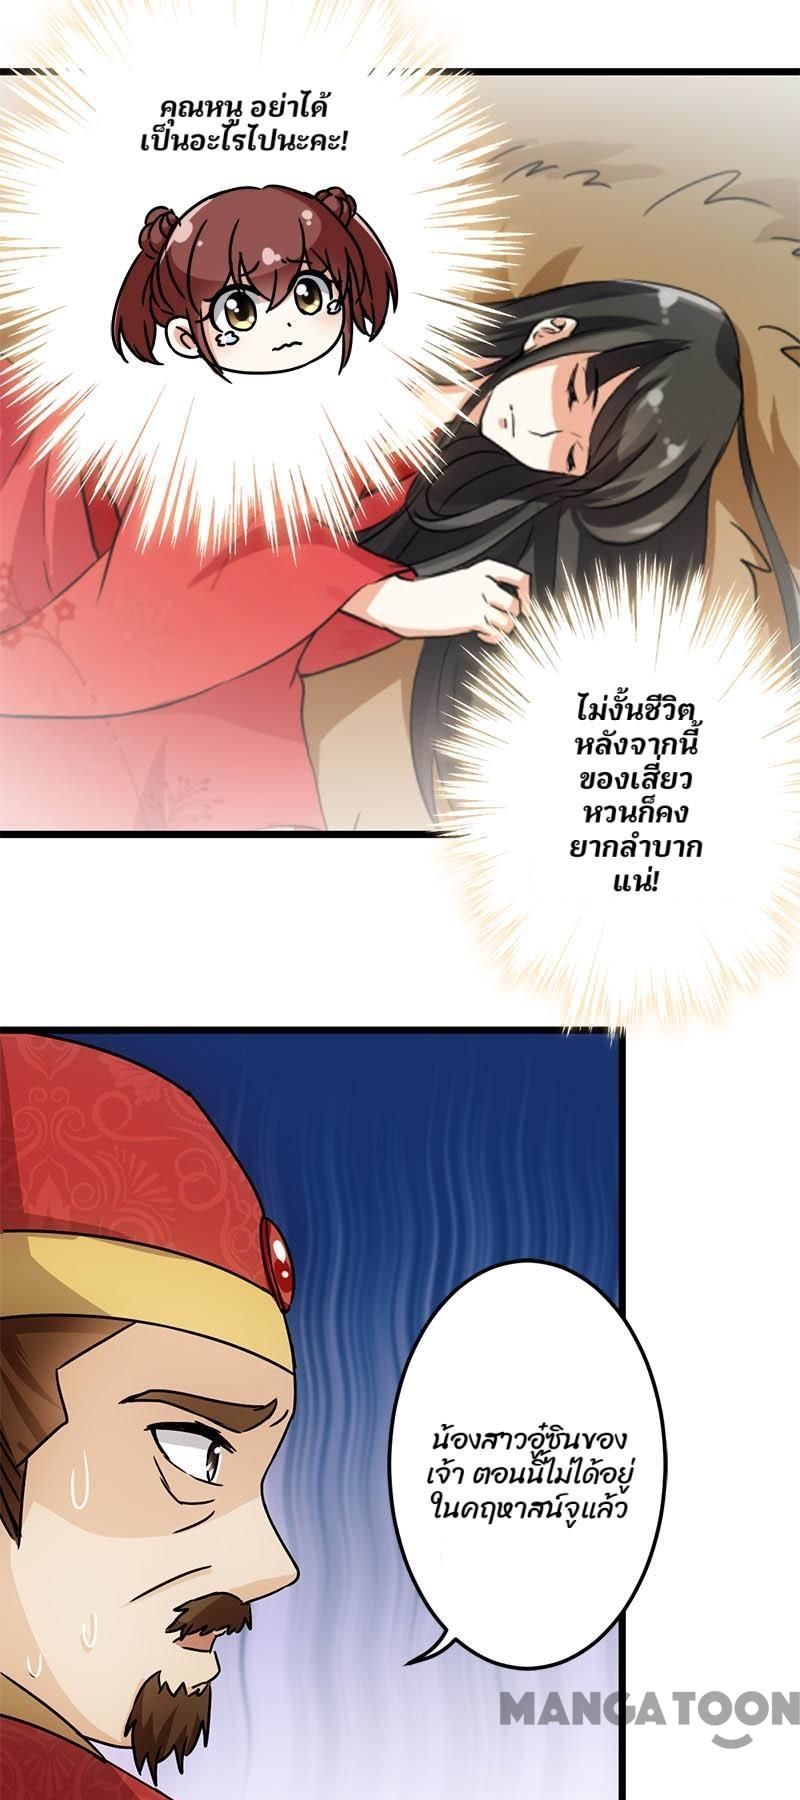 คุณหนู อย่าได้
เป็นอะไรไปนะคะ!
ไม่งั้นชีวิต
หลังจากนี้
ของเสี่ยว
หวนก็คง
ยากลำบาก
แน่!
น้องสาวอู๋ซินของ
เจ้า ตอนนี้ไม่ได้อยู่
ในคฤหาสน์จูแล้ว
MANGATOON